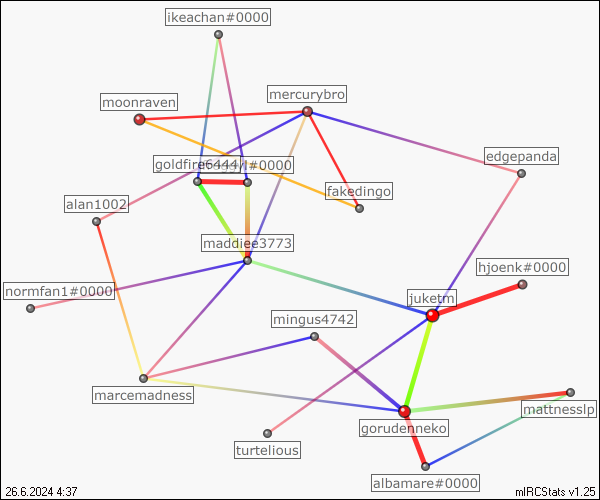 ikeachan#0000
mercurybro
moonraven
edgepanda
goldfire6444
l#0000
fakedingo
alan1002
maddiee3773
hjoenk#0000
normfan1#0000
juketm
mingus4742
marcemadness
mattnesslp
gorudenneko
turtelious
albamare#0000
26.6.2024 4:37
mIRCStats v1.25